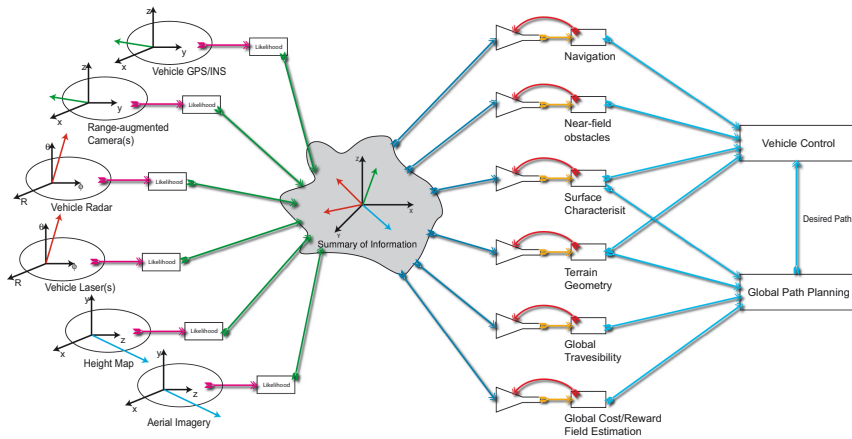 z
y
x
Likelihood
Vehicle GPS/INS
z
y
x
Likelihood
Range-augmented
Camera(s)
θ
R
φ
Likelihood
Vehicle Radar
θ
R
φ
Likelihood
Vehicle Laser(s)
y
z
x
Likelihood
Height Map
y
z
x
Likelihood
Aerial Imagery
z
x
Y
Summary of Information
Navigation
Near-field
obstacles
Surface
Characterisit
Terrain
Geometry
Global
Travesibility
Global Cost/Reward
Field Estimation
Vehicle Control
Desired Path
Global Path Planning